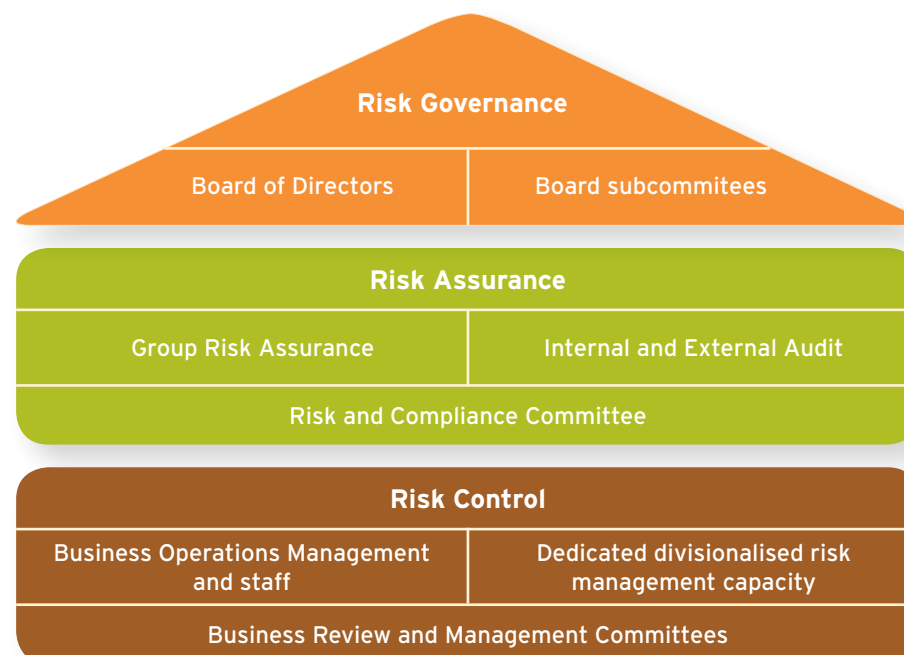 Risk Governance
Board of Directors
Board subcommitees
Risk Assurance
Group Risk Assurance
Internal and External Audit
Risk and Compliance Committee
Risk Control
Business Operations Management
and staff
Dedicated divisionalised risk
management capacity
Business Review and Management Committees